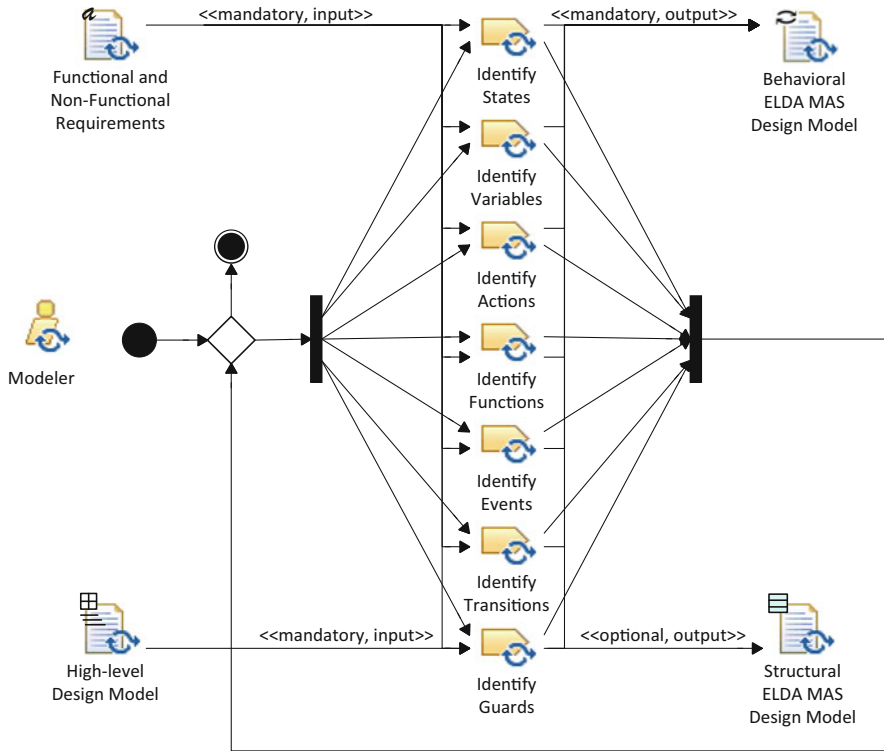 a
<<mandatory, input>>
<<mandatory, output>>
Functional and
Non-Functional
Requirements
Identify
States
Behavioral
ELDA MAS
Design Model
Identify
Variables
Identify
Actions
Modeler
Identify
Functions
Identify
Events
Identify
Transitions
<<mandatory, input>>
<<optional, output>>
High-level
Design Model
Identify
Guards
Structural
ELDA MAS
Design Model